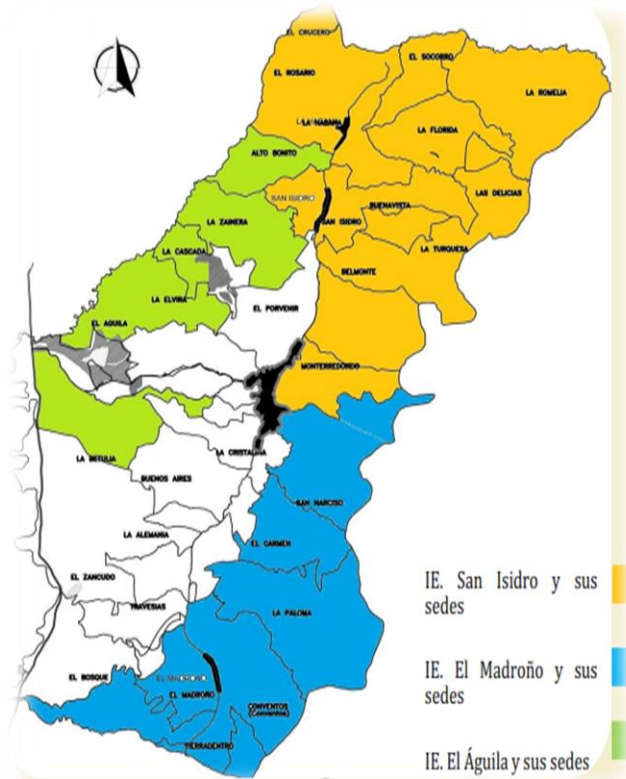 EL CRUCERO
EL SOCORRO
EL ROSARIO
LA ROMELIA
LA HABANA
LA FLORIDA
ALTO BONITO
SAN ISIDRO
LAS DELICIAS
BUENAVISTA
LA ZAINERA
SAN ISIDRO
LA CASCADA
LA TURQUESA
BELMONTE
LA ELVIRA
EL PORVENIR
EL AGUILA
MONTERREDONDO
LA CRISTALINA
LA BETULIA
BUENOS AIRES
SAN NARCISO
LA ALEMANIA
EL CARMEN
EL ZANCUDO
TRAVESIAS
LA PALOMA
EL BOSQUE
EL MADROÑO
EL MADROÑO
CONVENTOS
(Conventos)
TIERRADENTRO
IE. San Isidro y sus
sedes
IE. El Madroño y sus
sedes
IE. El Águila y sus sedes